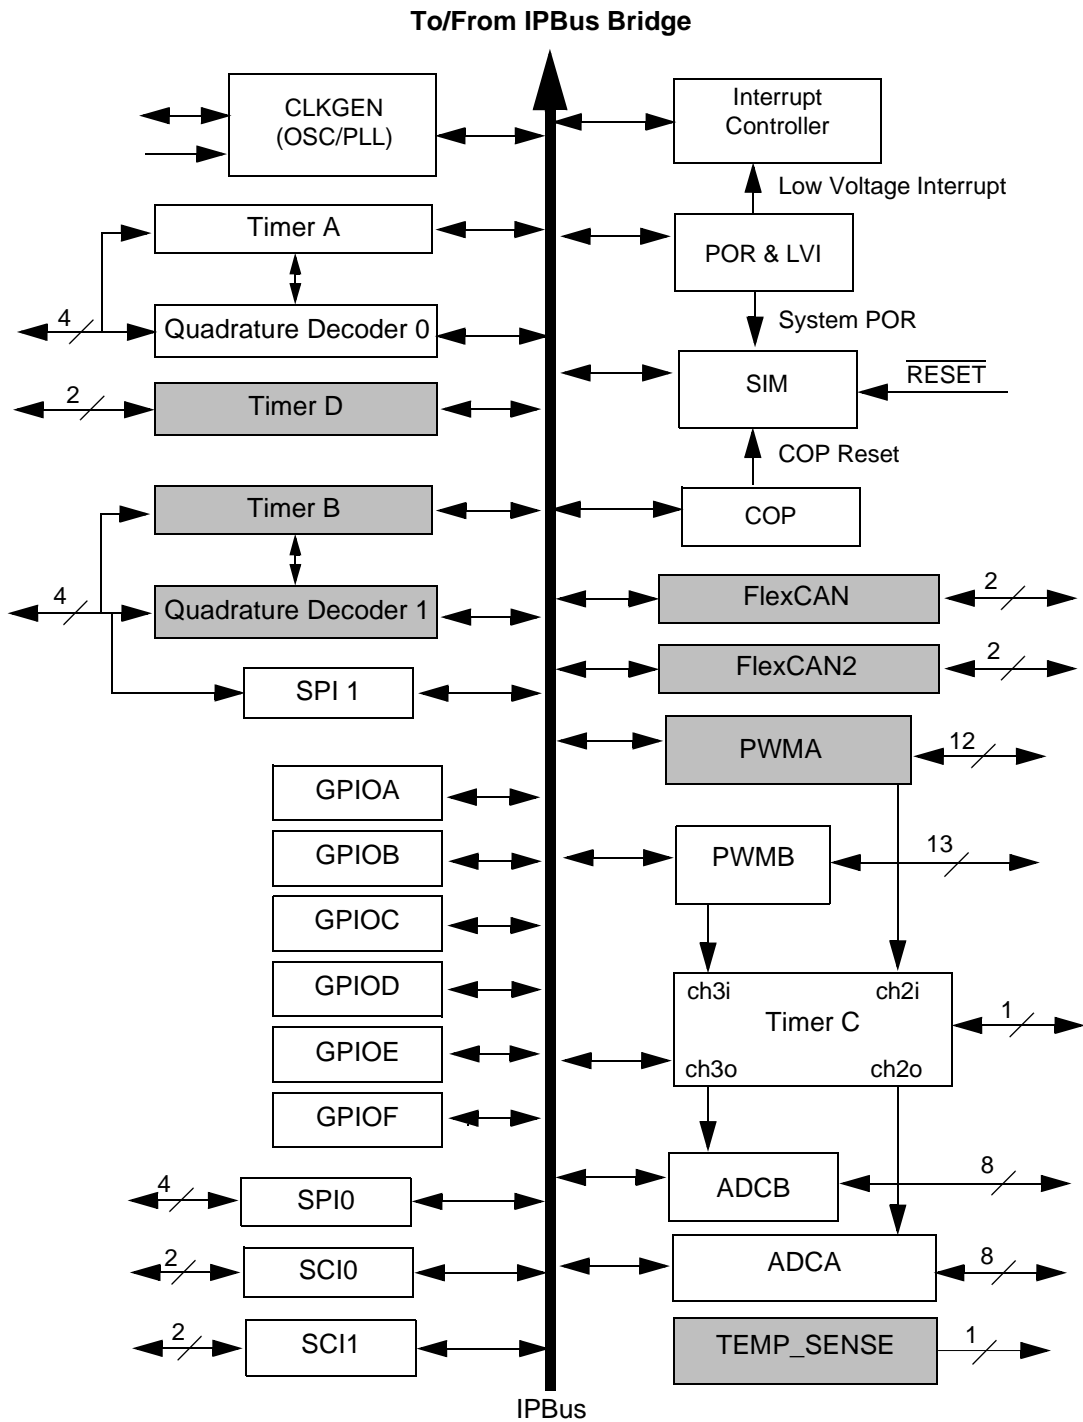 To/From IPBus Bridge
CLKGEN
(OSC/PLL)
Timer A
4
Quadrature Decoder 0
2
Timer D
Timer B
4
Quadrature Decoder 1
SPI 1
GPIOA
GPIOB
GPIOC
GPIOD
GPIOE
GPIOF
4
SPI0
2
SCI0
2
SCI1
Interrupt
Controller
Low Voltage Interrupt
POR & LVI
System POR
SIM
RESET
COP Reset
COP
FlexCAN
2
FlexCAN2
2
PWMA
12
PWMB
13
ch3i
ch2i
Timer C
1
ch3o
ch2o
ADCB
8
ADCA
8
TEMP_SENSE
1
IPBus